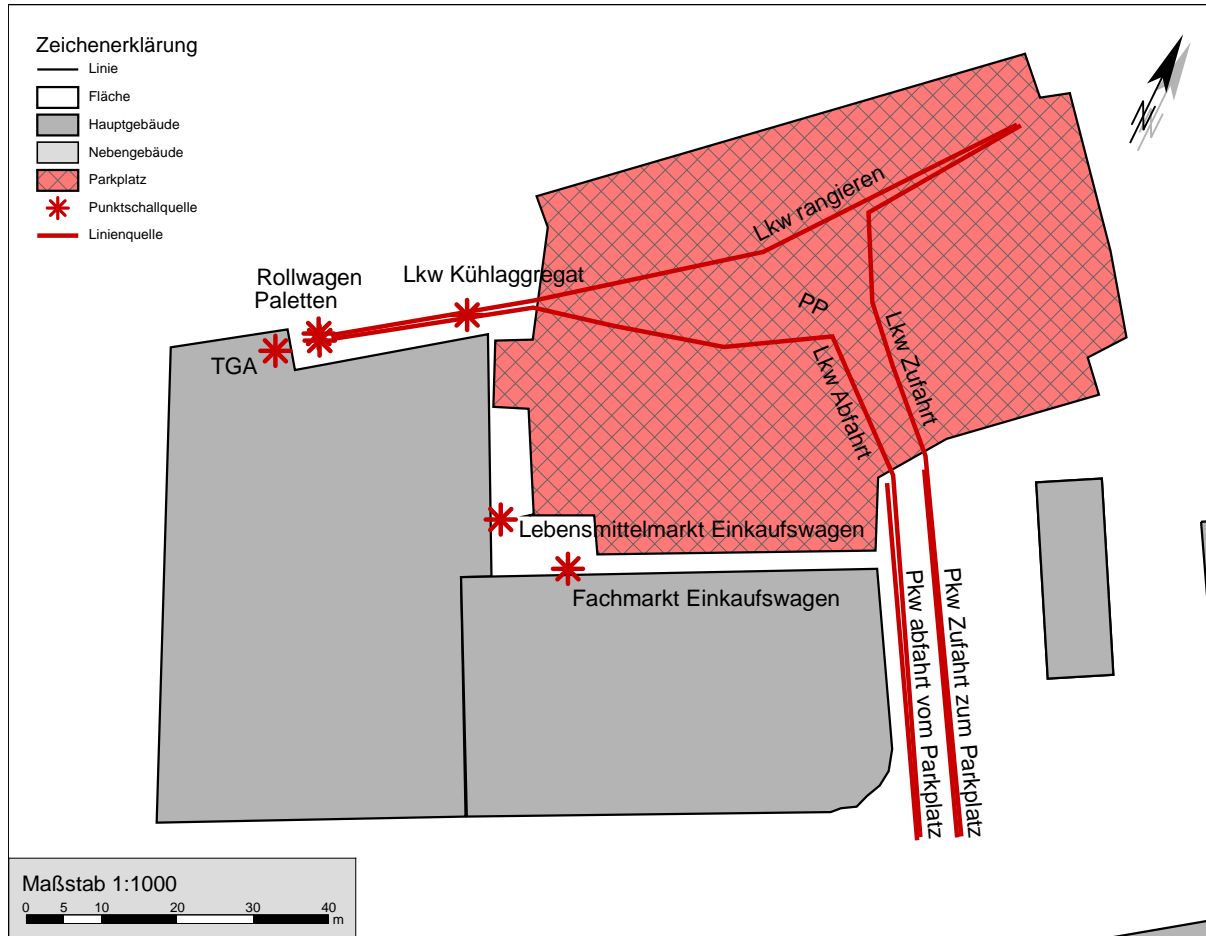 Zeichenerklärung
Linie
Fläche
Hauptgebäude
Nebengebäude
Parkplatz
Punktschallquelle
Linienquelle
N
Lkw rangieren
Rollwagen
Lkw Kühlaggregat
Paletten
PP
TGA
Lkw Abfahrt
Lkw Zufahrt
Lebensmittelmarkt Einkaufswagen
Fachmarkt Einkaufswagen
Pkw abfahrt vom Parkplatz
Pkw Zufahrt zum Parkplatz
Maßstab 1:1000
0 5 10 20 30 40
m